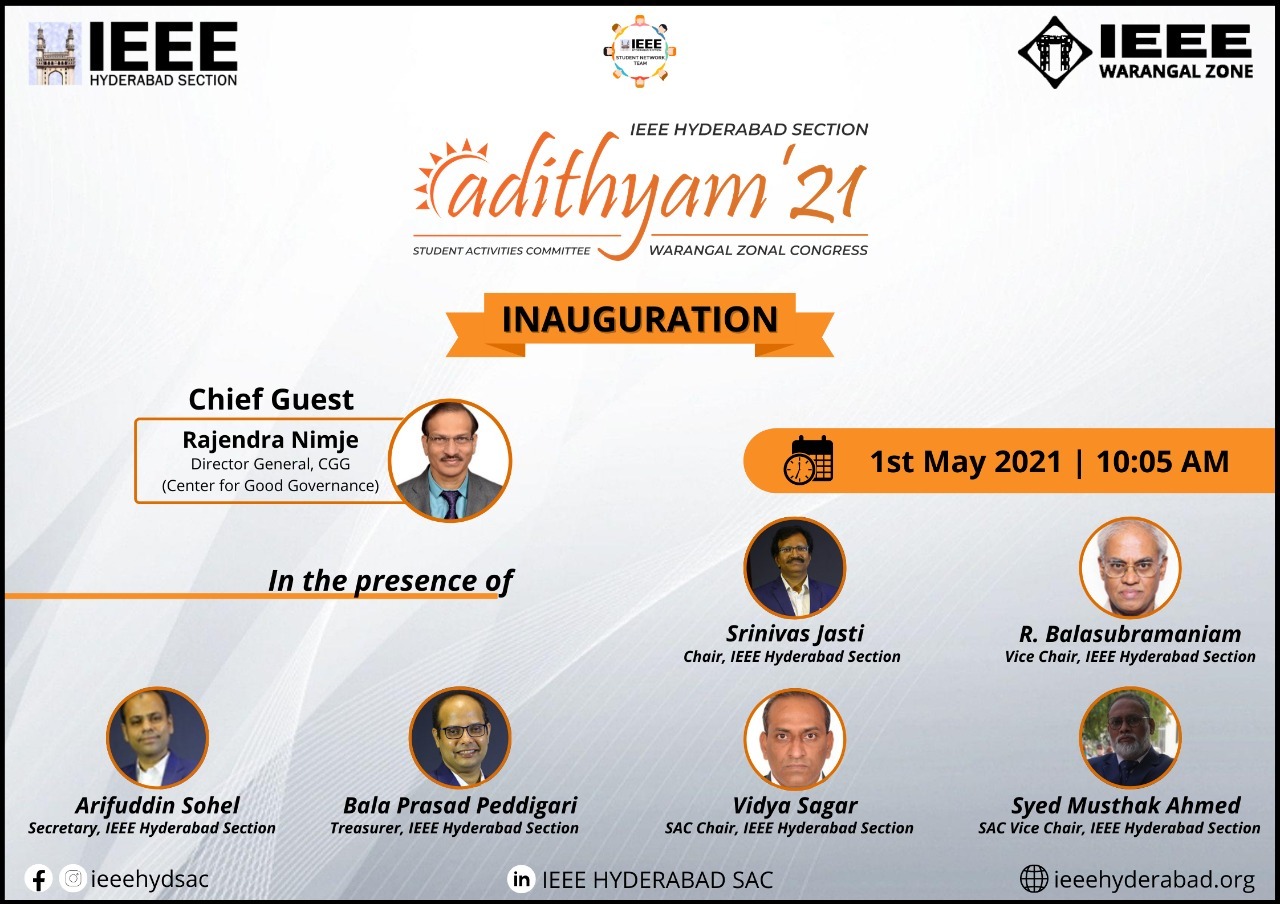 IEEE
HYDERABAD SECTION
IEEE
STUDENT NETWORK
TEAM
IEEE
WARANGAL ZONE
IEEE HYDERABAD SECTION
adithyam'21
STUDENT ACTIVITIES COMMITTEE
WARANGAL ZONAL CONGRESS
INAUGURATION
Chief Guest
Rajendra Nimje
Director General, CGG
(Center for Good Governance)
1st May 2021 | 10:05 AM
In the presence of
Srinivas Jasti
Chair, IEEE Hyderabad Section
R. Balasubramaniam
Vice Chair, IEEE Hyderabad Section
Arifuddin Sohel
Secretary, IEEE Hyderabad Section
Bala Prasad Peddigari
Treasurer, IEEE Hyderabad Section
Vidya Sagar
SAC Chair, IEEE Hyderabad Section
Syed Musthak Ahmed
SAC Vice Chair, IEEE Hyderabad Section
ieeehydsac
IEEE HYDERABAD SAC
ieeehyderabad.org